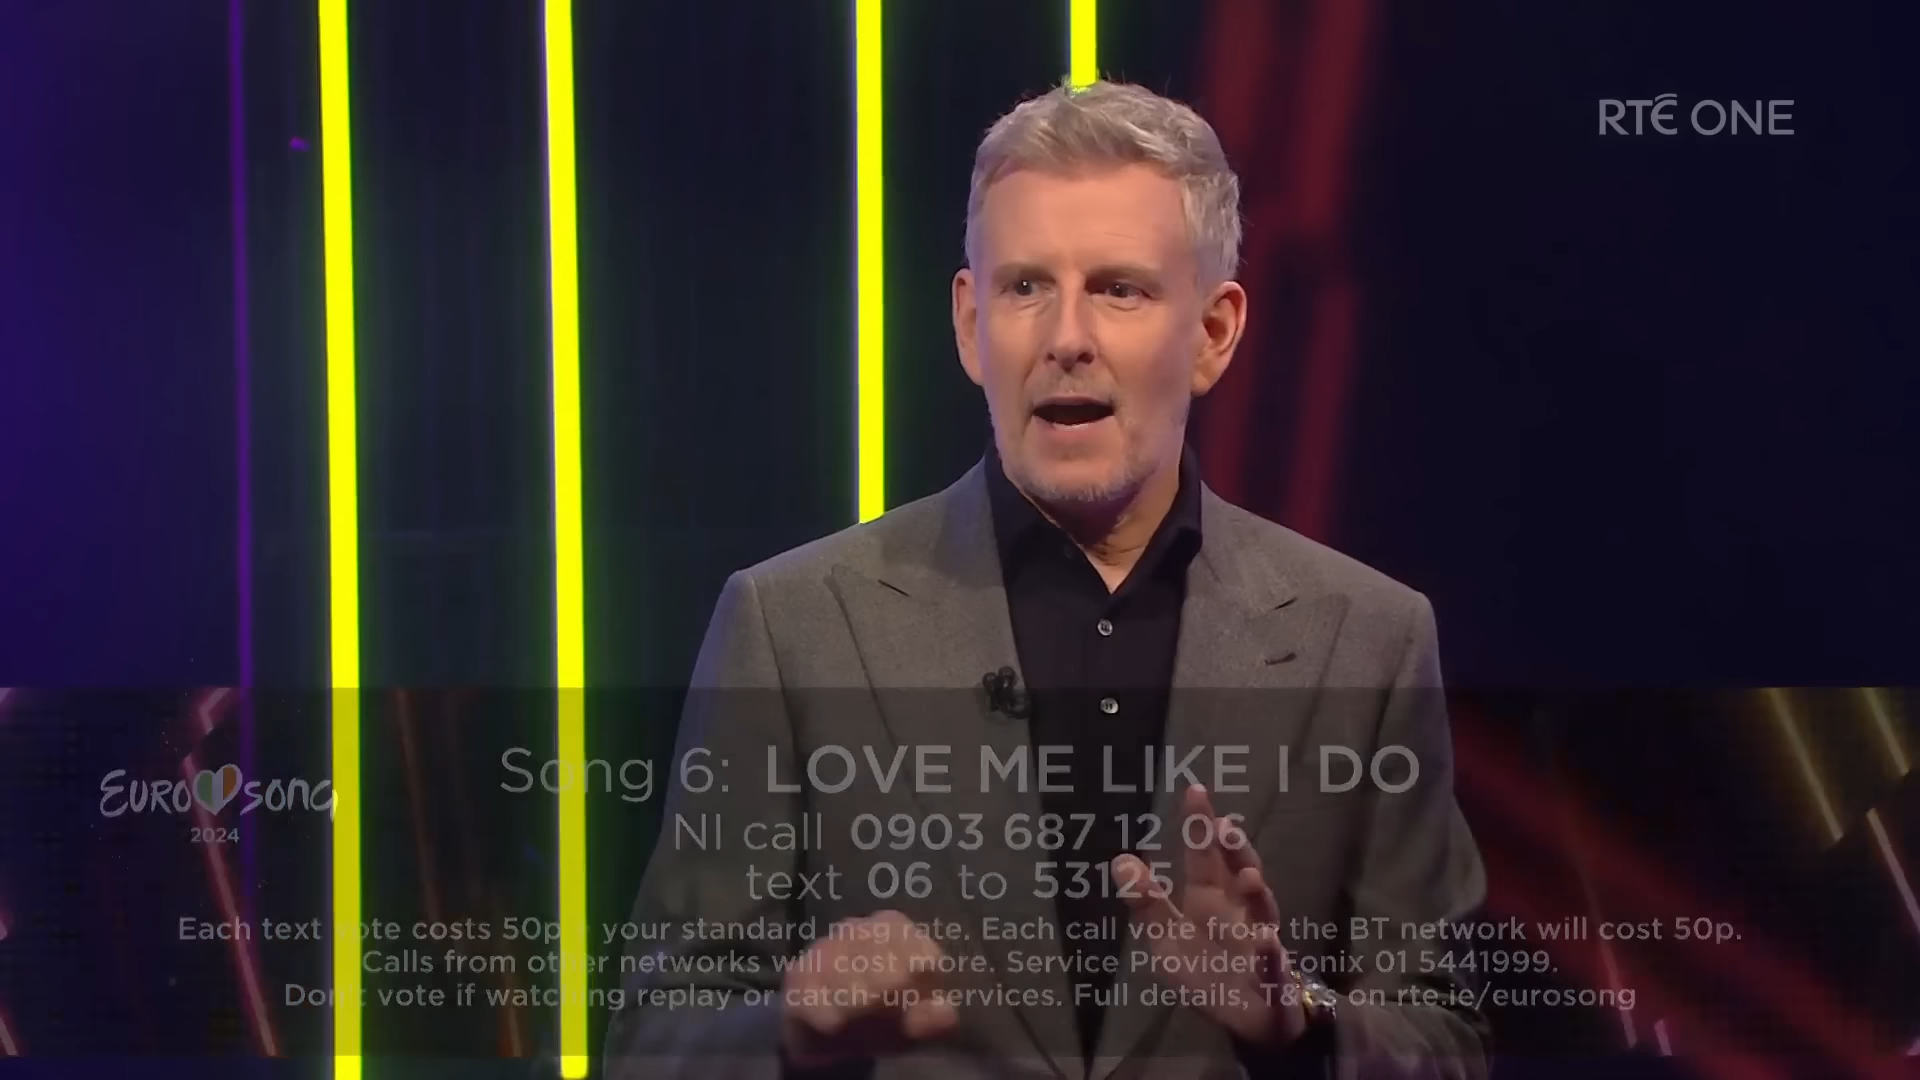 RTÉ ONE
Song 6: LOVE ME LIKE I DO
EUROSONG
2024
NI call 0903 687 12 06
text 06 to 53125
Each text vote costs 50p + your standard msg rate. Each call vote from the BT network will cost 50p.
Calls from other networks will cost more. Service Provider: Fonix 01 5441999.
Don't vote if watching replay or catch-up services. Full details, T&Cs on rte.ie/eurosong